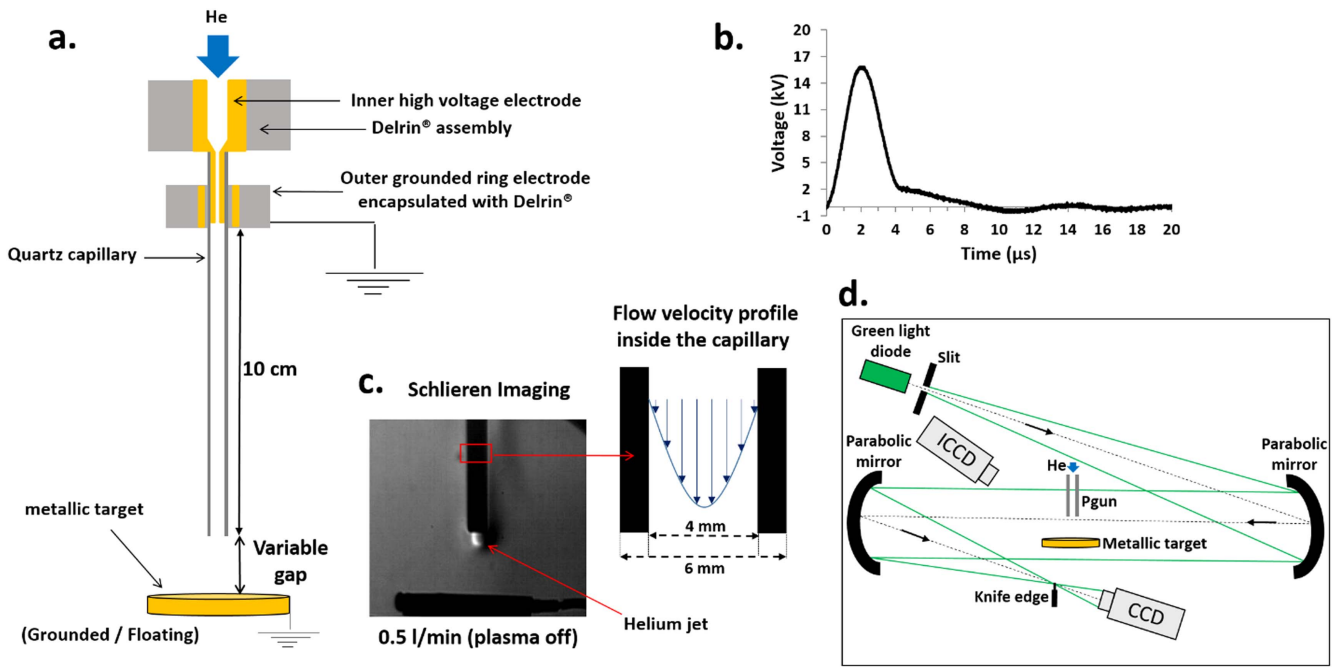 a.
He
Inner high voltage electrode
Delrin® assembly
Outer grounded ring electrode
encapsulated with Delrin®
Quartz capillary
10 cm
metallic target
Variable
gap
(Grounded / Floating)
b.
Voltage (kV)
20
17
14
11
8
5
2
-1
0 2 4 6 8 10 12 14 16 18 20
Time (µs)
c.
Schlieren Imaging
Flow velocity profile
inside the capillary
4 mm
6 mm
Helium jet
0.5 l/min (plasma off)
d.
Green light
diode
Slit
ICCD
Parabolic
mirror
Parabolic
mirror
He
Pgun
Metallic target
Knife edge
CCD